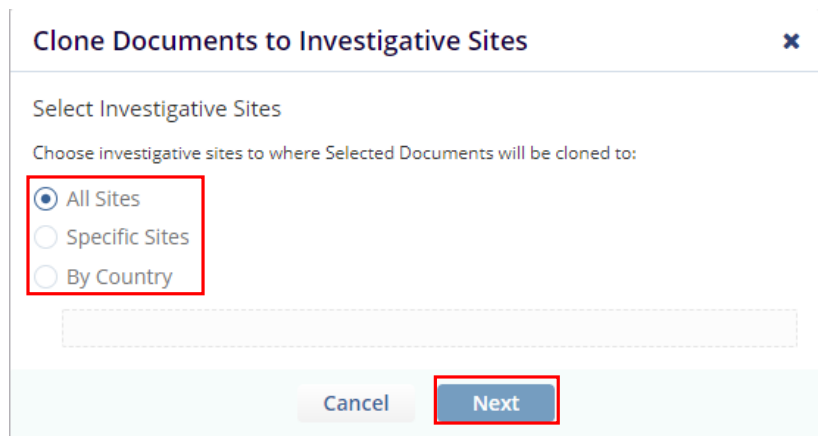 Clone Documents to Investigative Sites
Select Investigative Sites
Choose investigative sites to where Selected Documents will be cloned to:
All Sites
Specific Sites
By Country
Cancel
Next